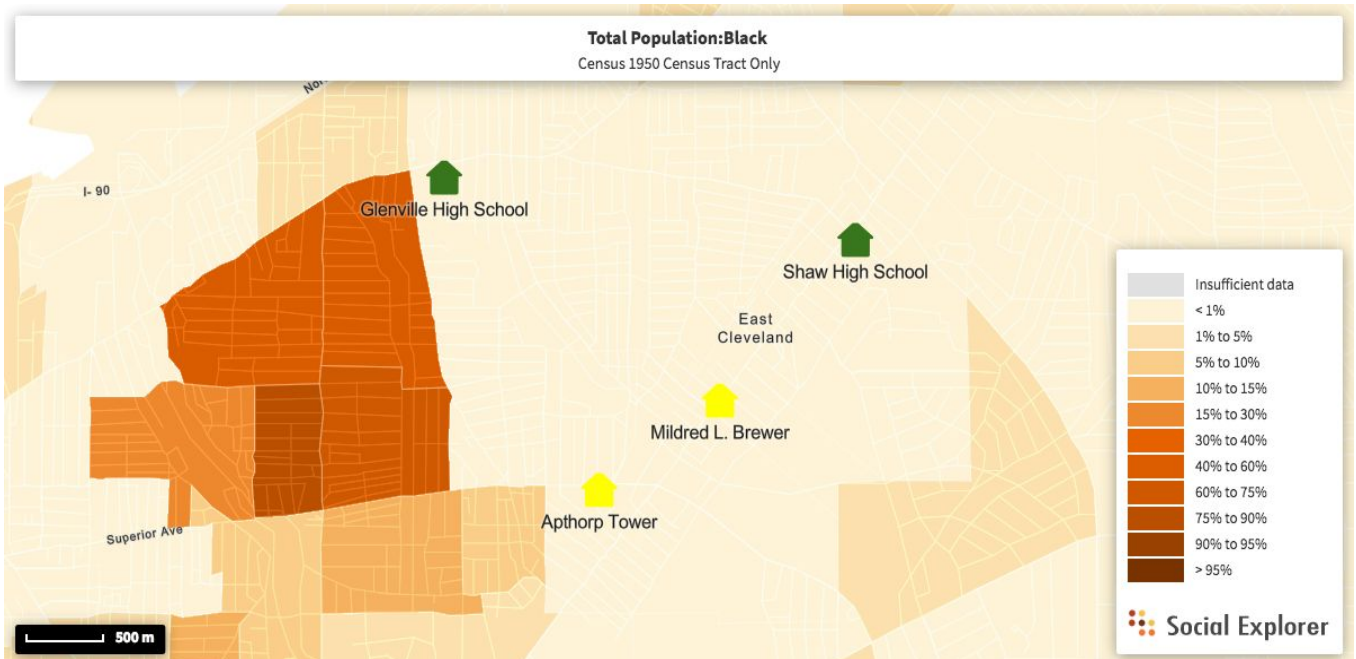 Total Population:Black
Census 1950 Census Tract Only
I- 90
Glenville High School
Shaw High School
East
Cleveland
Mildred L. Brewer
Apthorp Tower
Superior Ave
500 m
Insufficient data
< 1%
1% to 5%
5% to 10%
10% to 15%
15% to 30%
30% to 40%
40% to 60%
60% to 75%
75% to 90%
90% to 95%
> 95%
Social Explorer